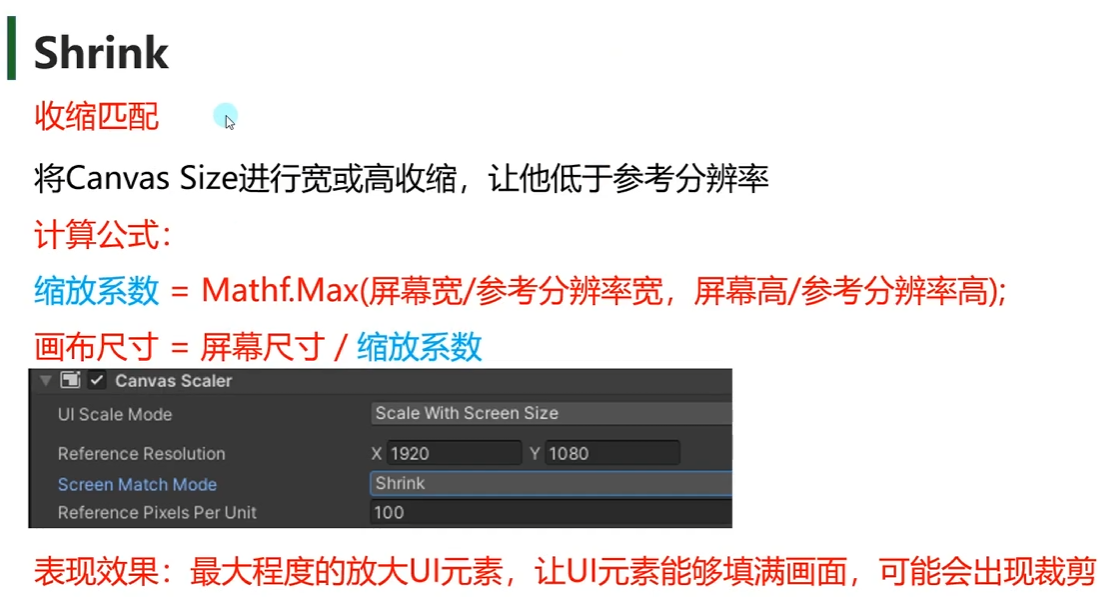 Shrink
收缩匹配
将Canvas Size进行宽或高收缩，让他低于参考分辨率
计算公式：
缩放系数 = Mathf.Max(屏幕宽/参考分辨率宽，屏幕高/参考分辨率高);
画布尺寸 = 屏幕尺寸 / 缩放系数
Canvas Scaler
UI Scale Mode Scale With Screen Size
Reference Resolution X 1920 Y 1080
Screen Match Mode Shrink
Reference Pixels Per Unit 100
表现效果：最大程度的放大UI元素，让UI元素能够填满画面，可能会出现裁剪